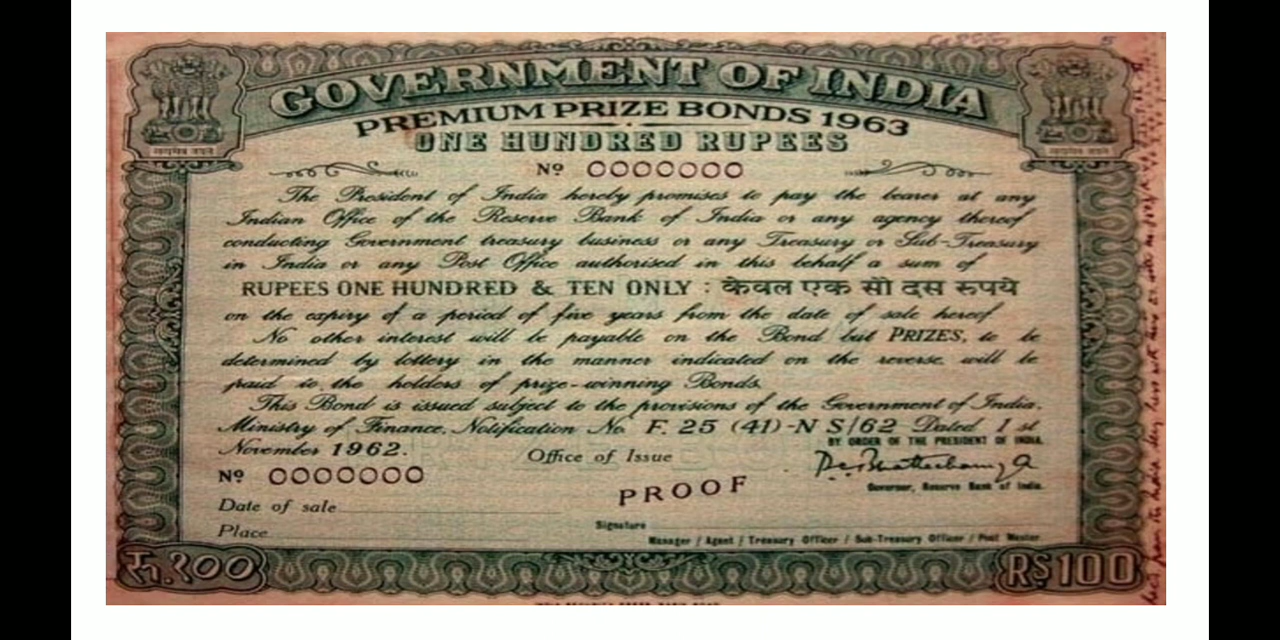 GOVERNMENT OF INDIA
PREMIUM PRIZE BONDS 1963
ONE HUNDRED RUPEES
Nº 0000000
The President of India hereby promises to pay the bearer at any
Indian Office of the Reserve Bank of India or any agency thereof
conducting Government treasury business or any Treasury or Sub-Treasury
in India or any Post Office authorised in this behalf a sum of
RUPEES ONE HUNDRED & TEN ONLY : केवल एक सौ दस रूपये
on the expiry of a period of five years from the date of sale hereof
No other interest will be payable on the Bond but PRIZES, to be
determined by lottery in the manner indicated on the reverse, will be
paid to the holders of prize-winning Bonds.
This Bond is issued subject to the provisions of the Government of India,
Ministry of Finance, Notification No. F. 25 (41)-N S/62 Dated 1 st
November 1962.
BY ORDER OF THE PRESIDENT OF INDIA.
Office of Issue
Governor, Reserve Bank of India.
Nº 0000000
PROOF
Date of sale
Place
Signature
Manager / Agent / Treasury Officer / Sub-Treasury Officer / Post Master
रू.१००
RS100